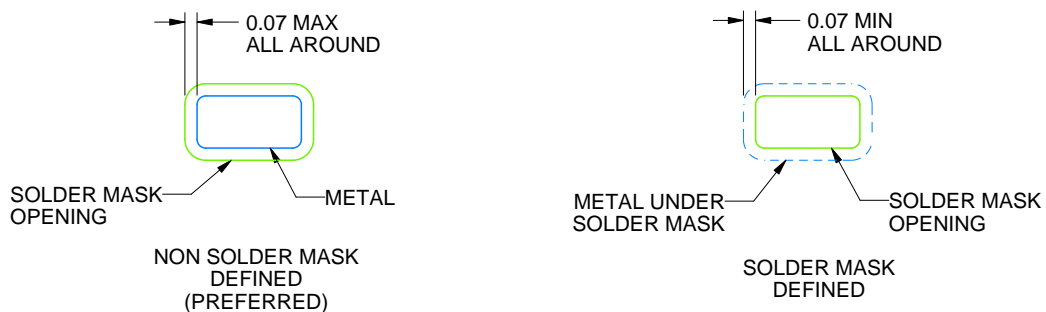 0.07 MAX
ALL AROUND
SOLDER MASK
OPENING
METAL
NON SOLDER MASK
DEFINED
(PREFERRED)
0.07 MIN
ALL AROUND
METAL UNDER
SOLDER MASK
SOLDER MASK
OPENING
SOLDER MASK
DEFINED